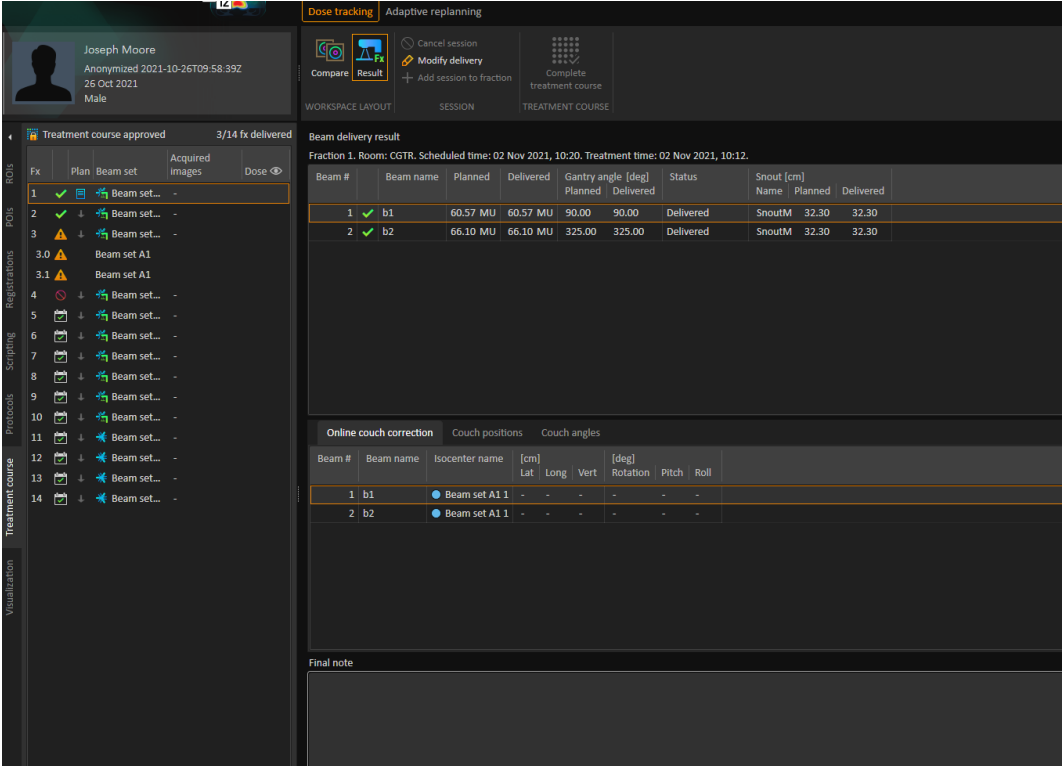 12
Dose tracking Adaptive replanning
Joseph Moore
Anonymized 2021-10-26T09:58:39Z
26 Oct 2021
Male
Compare
Result
Fx
Cancel session
Modify delivery
Add session to fraction
Complete
treatment course
WORKSPACE LAYOUT SESSION TREATMENT COURSE
ROIs
POIs
Registrations
Scripting
Protocols
Treatment course
Visualization
Treatment course approved 3/14 fx delivered
Fx Plan Beam set Acquired images Dose
1 Beam set... -
2 Beam set... -
3 Beam set... -
3.0 Beam set A1
3.1 Beam set A1
4 Beam set... -
5 Beam set... -
6 Beam set... -
7 Beam set... -
8 Beam set... -
9 Beam set... -
10 Beam set... -
11 Beam set... -
12 Beam set... -
13 Beam set... -
14 Beam set... -
Beam delivery result
Fraction 1. Room: CGTR. Scheduled time: 02 Nov 2021, 10:20. Treatment time: 02 Nov 2021, 10:12.
Beam # Beam name Planned Delivered Gantry angle [deg] Status Snout [cm]
Planned Delivered Name Planned Delivered
1 b1 60.57 MU 60.57 MU 90.00 90.00 Delivered SnoutM 32.30 32.30
2 b2 66.10 MU 66.10 MU 325.00 325.00 Delivered SnoutM 32.30 32.30
Online couch correction Couch positions Couch angles
Beam # Beam name Isocenter name [cm] [deg]
Lat Long Vert Rotation Pitch Roll
1 b1 Beam set A1 1 - - - - - -
2 b2 Beam set A1 1 - - - - - -
Final note